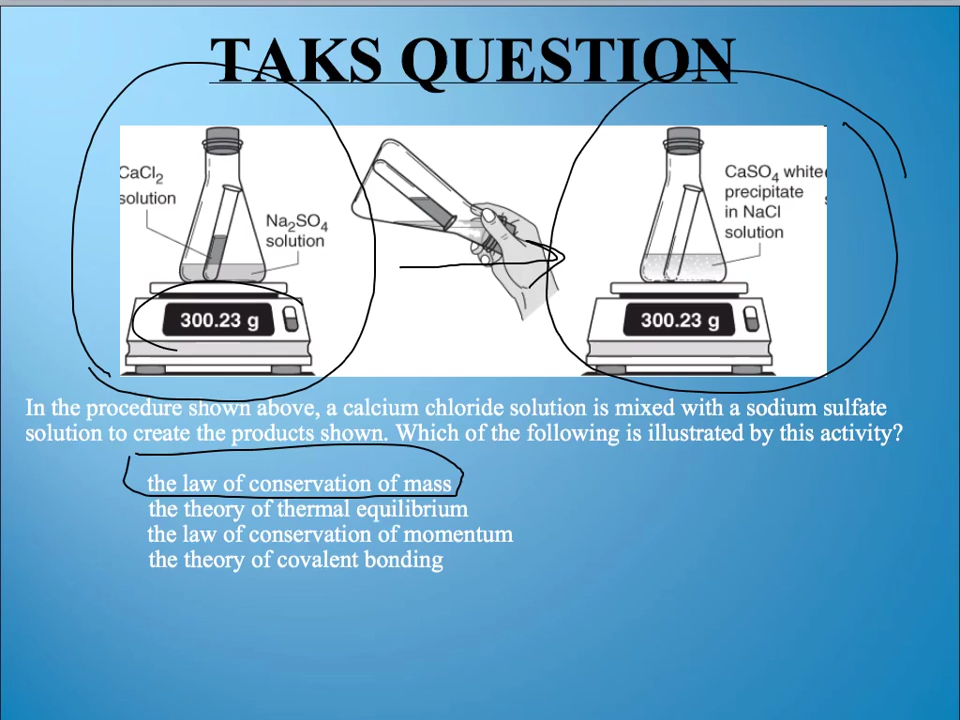 TAKS QUESTION
CaCl₂
solution
Na₂SO₄
solution
300.23 g
CaSO₄ white
precipitate
in NaCl
solution
300.23 g
In the procedure shown above, a calcium chloride solution is mixed with a sodium sulfate
solution to create the products shown. Which of the following is illustrated by this activity?
the law of conservation of mass
the theory of thermal equilibrium
the law of conservation of momentum
the theory of covalent bonding